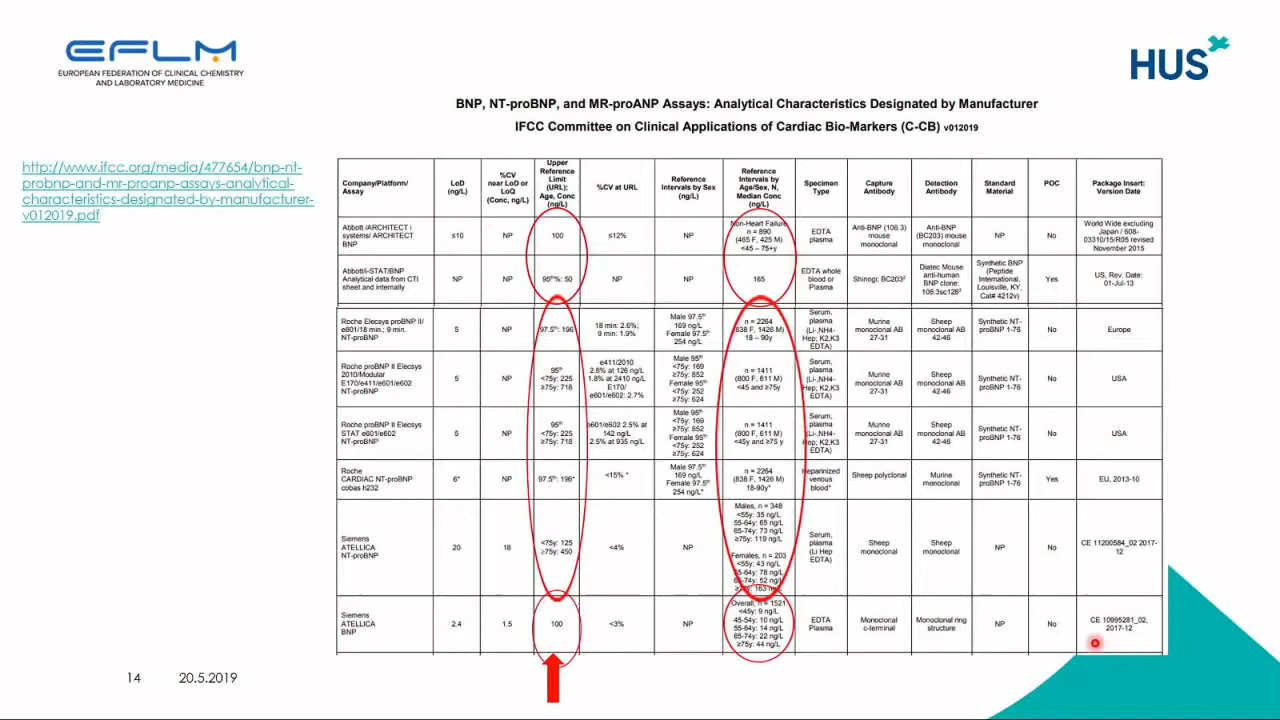 EFLM
EUROPEAN FEDERATION OF CLINICAL CHEMISTRY
AND LABORATORY MEDICINE
HUS
BNP, NT-proBNP, and MR-proANP Assays: Analytical Characteristics Designated by Manufacturer
IFCC Committee on Clinical Applications of Cardiac Bio-Markers (C-CB) v012019
http://www.ifcc.org/media/477654/bnp-nt-
probnp-and-mr-proanp-assays-analytical-
characteristics-designated-by-manufacturer-
v012019.pdf
Company/Platform/
Assay
LoD
(ng/L)
%CV
near LoD or
LoQ
(Conc, ng/L)
Upper
Reference
Limit
(URL);
Age, Conc
(ng/L)
%CV at URL
Reference
Intervals by Sex
(ng/L)
Reference
Intervals by
Age/Sex, N,
Median Conc
(ng/L)
Specimen
Type
Capture
Antibody
Detection
Antibody
Standard
Material
POC
Package Insert:
Version Date
Abbott /ARCHITECT i
systems/ ARCHITECT
BNP
≤10
NP
100
≤12%
NP
Non-Heart Failure
n = 890
(465 F, 425 M)
<45 – 75+y
EDTA
plasma
Anti-BNP (106.3)
mouse
monoclonal
Anti-BNP
(BC203) mouse
monoclonal
NP
No
World Wide excluding
Japan / 608-
03310/15/R05 revised
November 2015
Abbott/i-STAT/BNP
Analytical data from CTI
sheet and internally
NP
NP
95th%: 50
NP
NP
165
EDTA whole
blood or
Plasma
Shinogi: BC203²
Diatec Mouse
anti-human
BNP clone:
106.3sc128³
Synthetic BNP
(Peptide
International,
Louisville, KY,
Cat# 4212v)
Yes
US, Rev. Date:
01-Jul-13
Roche Elecsys proBNP II/
e801/18 min.; 9 min.
NT-proBNP
5
NP
97.5th: 196
18 min: 2.6%;
9 min: 1.9%
Male 97.5th
169 ng/L
Female 97.5th
254 ng/L
n = 2264
(838 F, 1426 M)
18 – 90y
Serum,
plasma
(Li-,NH4-
Hep; K2,K3
EDTA)
Murine
monoclonal AB
27-31
Sheep
monoclonal AB
42-46
Synthetic NT-
proBNP 1-76
No
Europe
Roche proBNP II Elecsys
2010/Modular
E170/e411/e601/e602
NT-proBNP
5
NP
95th
<75y: 225
≥75y: 718
e411/2010
2.6% at 126 ng/L
1.8% at 2410 ng/L
E170/
e601/e602: 2.7%
Male 95th
<75y: 169
≥75y: 852
Female 95th
<75y: 252
≥75y: 624
n = 1411
(800 F, 611 M)
<45 and ≥75y
Serum,
plasma
(Li-,NH4-
Hep; K2,K3
EDTA)
Murine
monoclonal AB
27-31
Sheep
monoclonal AB
42-46
Synthetic NT-
proBNP 1-76
No
USA
Roche proBNP II Elecsys
STAT e601/e602
NT-proBNP
5
NP
95th
<75y: 225
≥75y: 718
e601/e602 2.5% at
142 ng/L
2.5% at 935 ng/L
Male 95th
<75y: 169
≥75y: 852
Female 95th
<75y: 252
≥75y: 624
n = 1411
(800 F, 611 M)
<45y and ≥75 y
Serum,
plasma
(Li-,NH4-
Hep; K2,K3
EDTA)
Murine
monoclonal AB
27-31
Sheep
monoclonal AB
42-46
Synthetic NT-
proBNP 1-76
No
USA
Roche
CARDIAC NT-proBNP
cobas h232
6*
NP
97.5th: 196*
<15% *
Male 97.5th
169 ng/L
Female 97.5th
254 ng/L*
n = 2264
(838 F, 1426 M)
18-90y*
Heparinized
venous
blood*
Sheep polyclonal
Murine
monoclonal
Synthetic NT-
proBNP 1-76
Yes
EU, 2013-10
Siemens
ATELLICA
NT-proBNP
20
18
<75y: 125
≥75y: 450
<4%
NP
Males, n = 348
<55y: 35 ng/L
55-64y: 65 ng/L
65-74y: 73 ng/L
≥75y: 119 ng/L
Females, n = 203
<55y: 43 ng/L
55-64y: 78 ng/L
65-74y: 52 ng/L
≥75y: 163 ng/L
Serum,
plasma
(Li Hep
EDTA)
Sheep
monoclonal
Sheep
monoclonal
NP
No
CE 11200584_02 2017-
12
Siemens
ATELLICA
BNP
2.4
1.5
100
<3%
NP
Overall, n = 1521
<45y: 9 ng/L
45-54y: 10 ng/L
55-64y: 14 ng/L
65-74y: 22 ng/L
≥75y: 44 ng/L
EDTA
Plasma
Monoclonal
c-terminal
Monoclonal ring
structure
NP
No
CE 10995281_02,
2017-12
14
20.5.2019